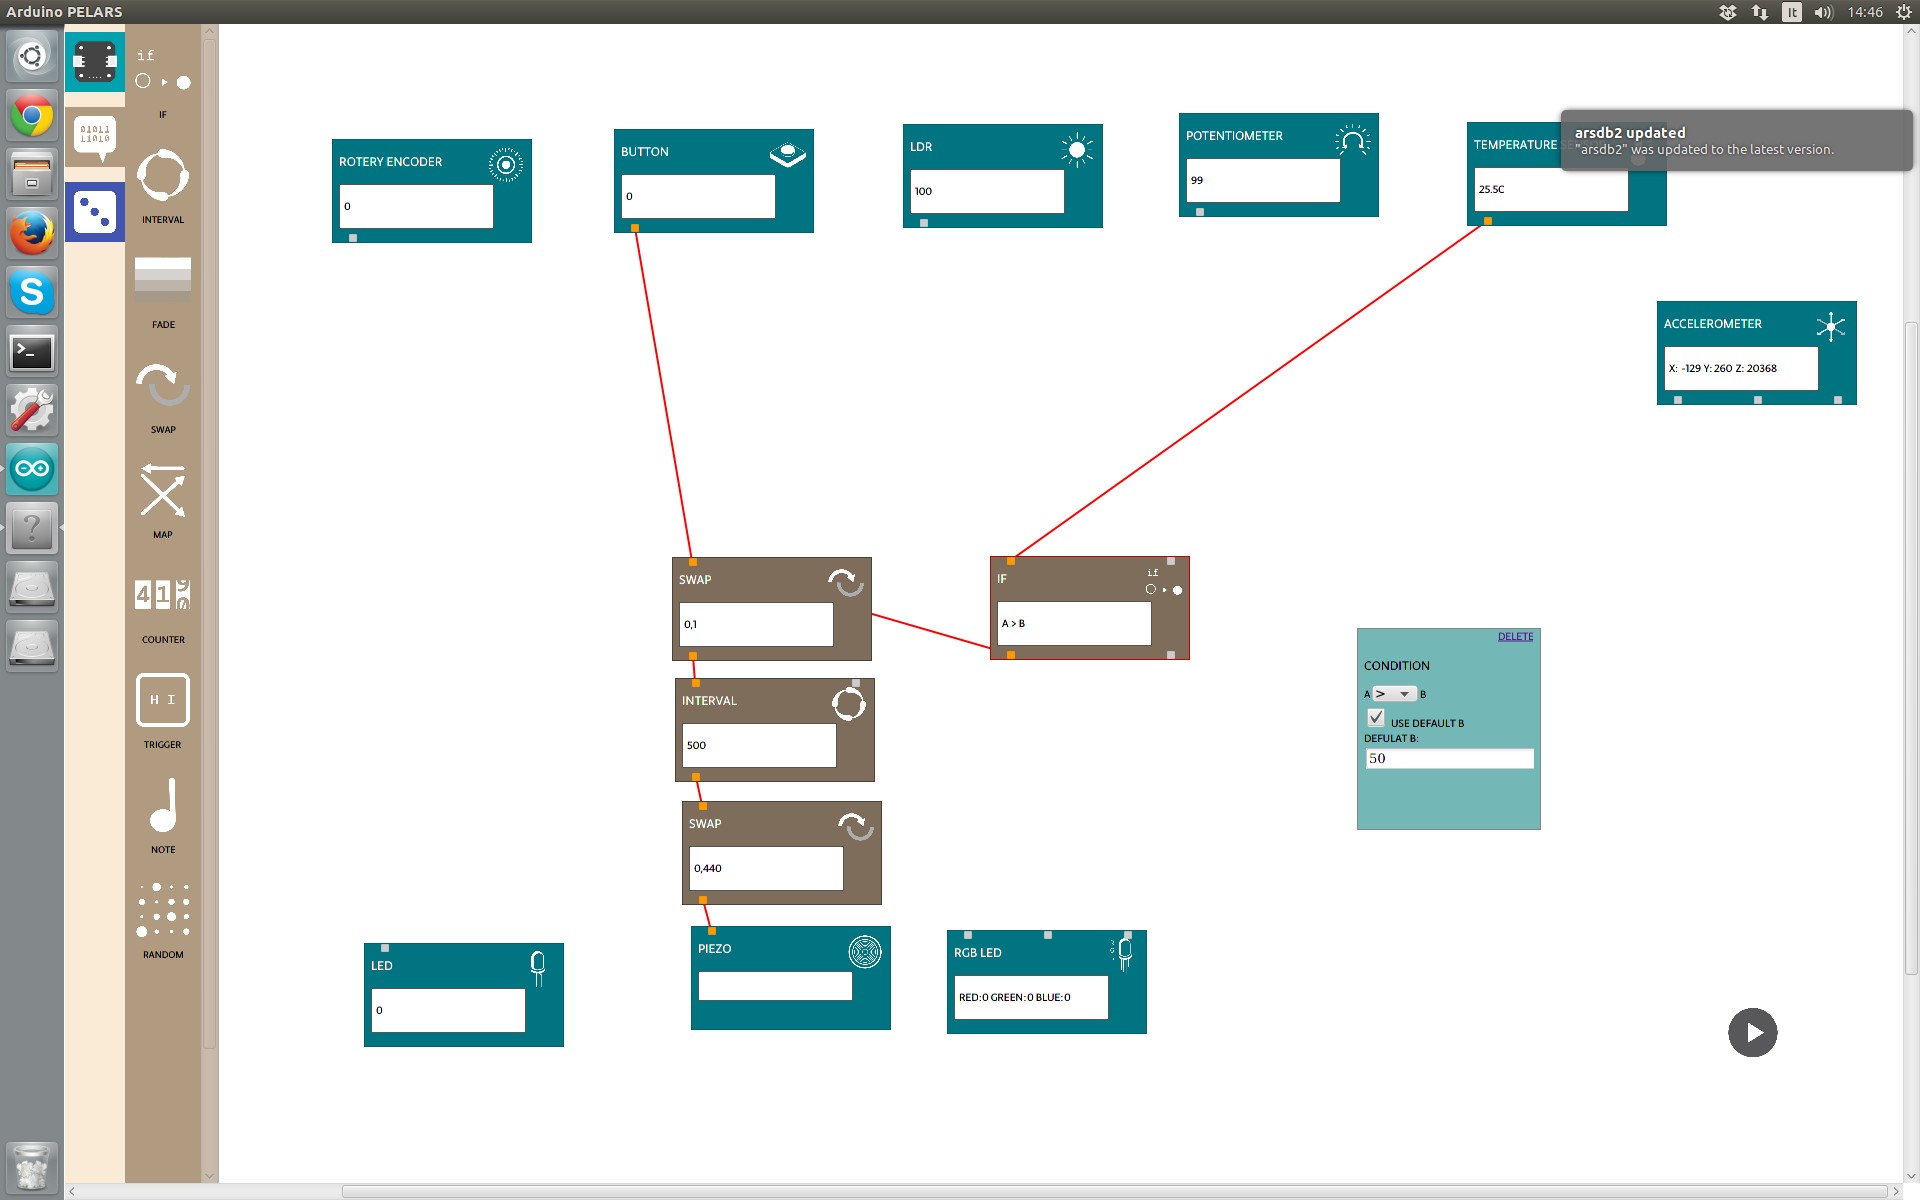 Arduino PELARS
It
14:46
if
IF
01011
11010
INTERVAL
FADE
SWAP
MAP
COUNTER
H I
TRIGGER
NOTE
RANDOM
ROTERY ENCODER
0
BUTTON
0
LDR
100
POTENTIOMETER
99
TEMPERATURE
25.5C
arsdb2 updated
"arsdb2" was updated to the latest version.
ACCELEROMETER
X: -129 Y: 260 Z: 20368
SWAP
0,1
IF
if
A > B
INTERVAL
500
SWAP
0,440
DELETE
CONDITION
A > B
USE DEFAULT B
DEFULAT B:
50
LED
0
PIEZO
RGB LED
RED:0 GREEN:0 BLUE:0